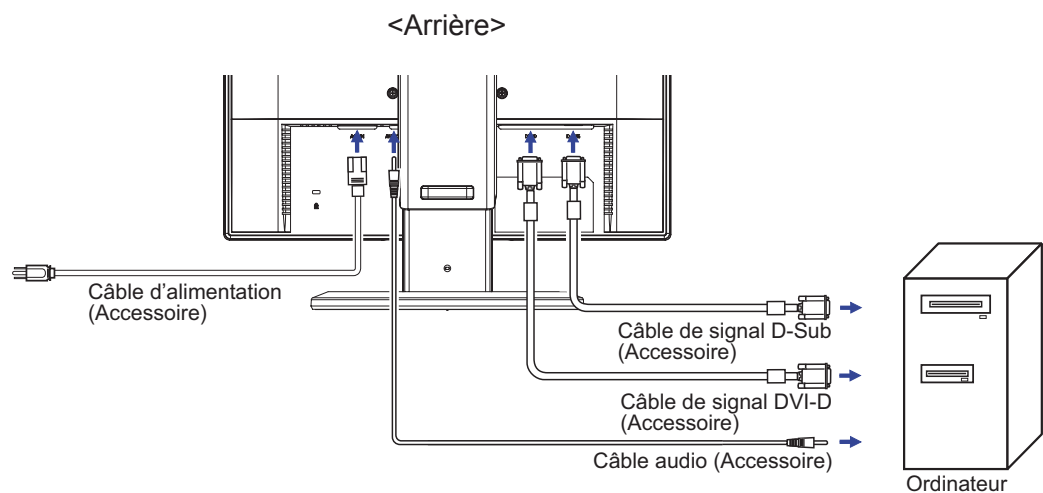 <Arrière>
Câble d’alimentation
(Accessoire)
Câble de signal D-Sub
(Accessoire)
Câble de signal DVI-D
(Accessoire)
Câble audio (Accessoire)
Ordinateur